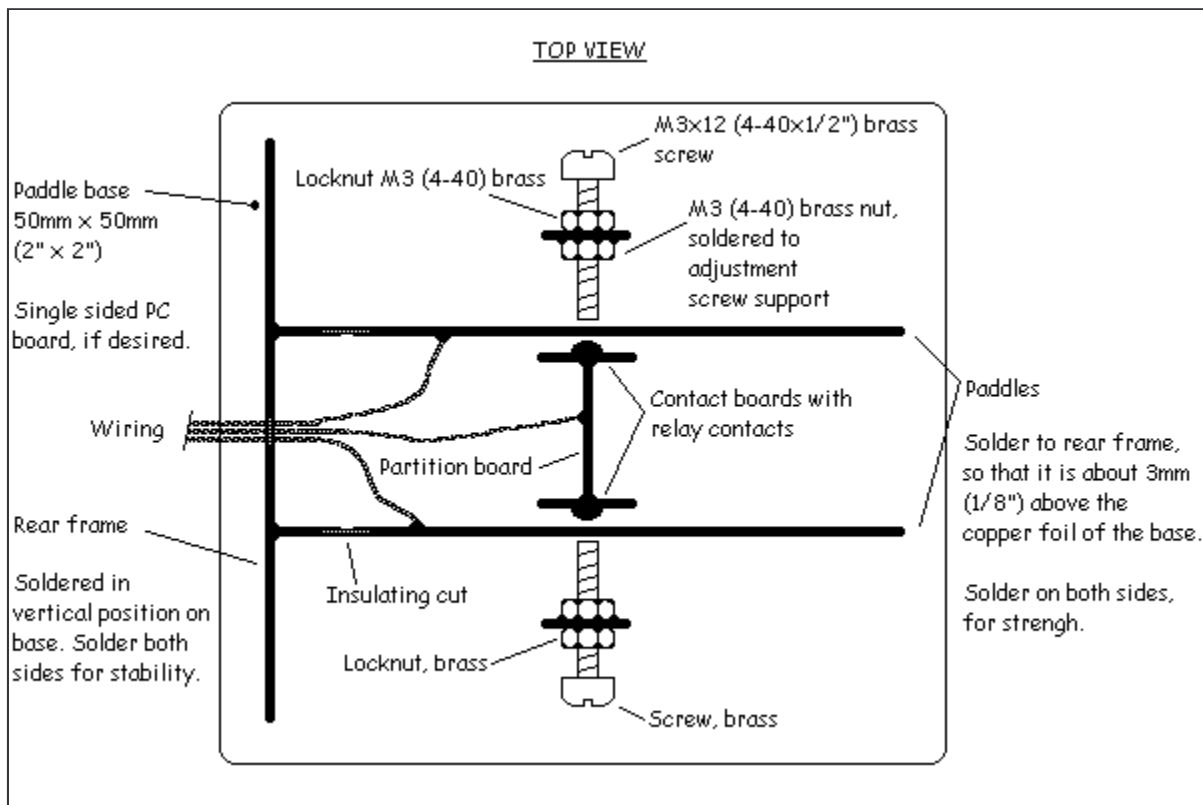 TOP VIEW
M3x12 (4-40x1/2") brass
screw
Locknut M3 (4-40) brass
M3 (4-40) brass nut,
soldered to
adjustment
screw support
Paddle base
50mm x 50mm
(2" x 2")
Single sided PC
board, if desired.
Wiring
Contact boards with
relay contacts
Partition board
Paddles
Solder to rear frame,
so that it is about 3mm
(1/8") above the
copper foil of the base.
Solder on both sides,
for strengh.
Rear frame
Soldered in
vertical position on
base. Solder both
sides for stability.
Insulating cut
Locknut, brass
Screw, brass